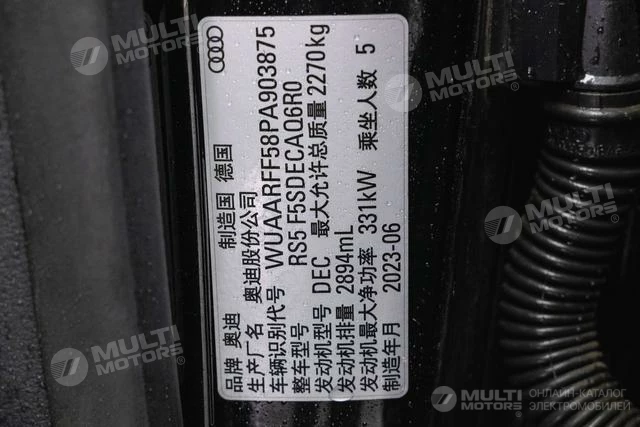 品牌 奥迪 制造国 德国
生产厂名 奥迪股份公司
车辆识别代号 WUAARFF58PA903875
整车型号 RS5 F5SDECAQ6R0
发动机型号 DEC 最大允许总质量 2270kg
发动机排量 2894mL
发动机最大净功率 331kW 乘坐人数 5
制造年月 2023-06
MULTI MOTORS®
MULTI MOTORS®
MULTI MOTORS®
MULTI MOTORS®
MULTI MOTORS®
MULTI MOTORS® ОНЛАЙН-КАТАЛОГ ЭЛЕКТРОМОБИЛЕЙ